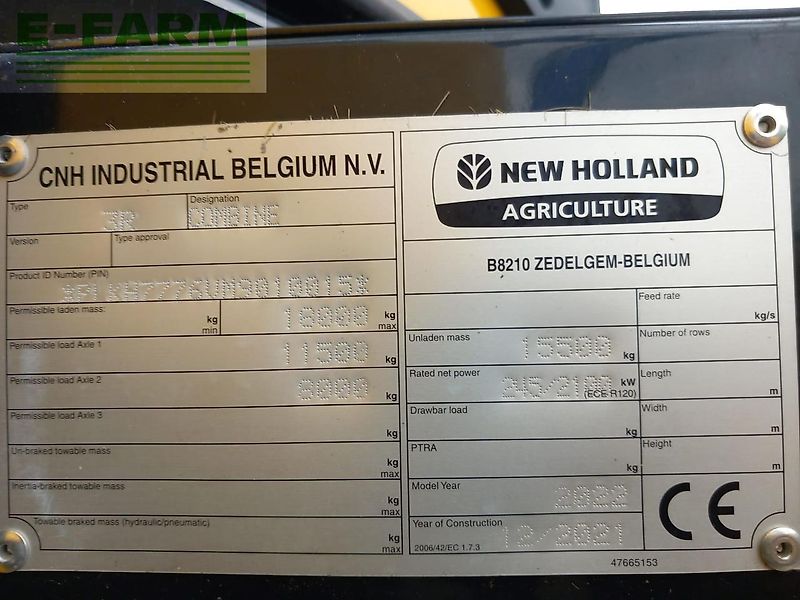 E-FARM
CNH INDUSTRIAL BELGIUM N.V.
Type 3R
Designation COMBINE
Version
Type approval
Product ID Number (PIN)
Permissible laden mass: kg min 18000 kg max
Permissible load Axle 1 11500 kg
Permissible load Axle 2 9000 kg
Permissible load Axle 3 kg
Un-braked towable mass kg max
Inertia-braked towable mass kg max
Towable braked mass (hydraulic/pneumatic) kg max
NEW HOLLAND
AGRICULTURE
B8210 ZEDELGEM-BELGIUM
Unladen mass 15500 kg
Rated net power 245/2100 kW
(ECE R120)
Drawbar load kg
PTRA kg
Model Year 2022
Year of Construction 12/2021
2006/42/EC 1.7.3
Feed rate kg/s
Number of rows
Length m
Width m
Height m
CE
47665153